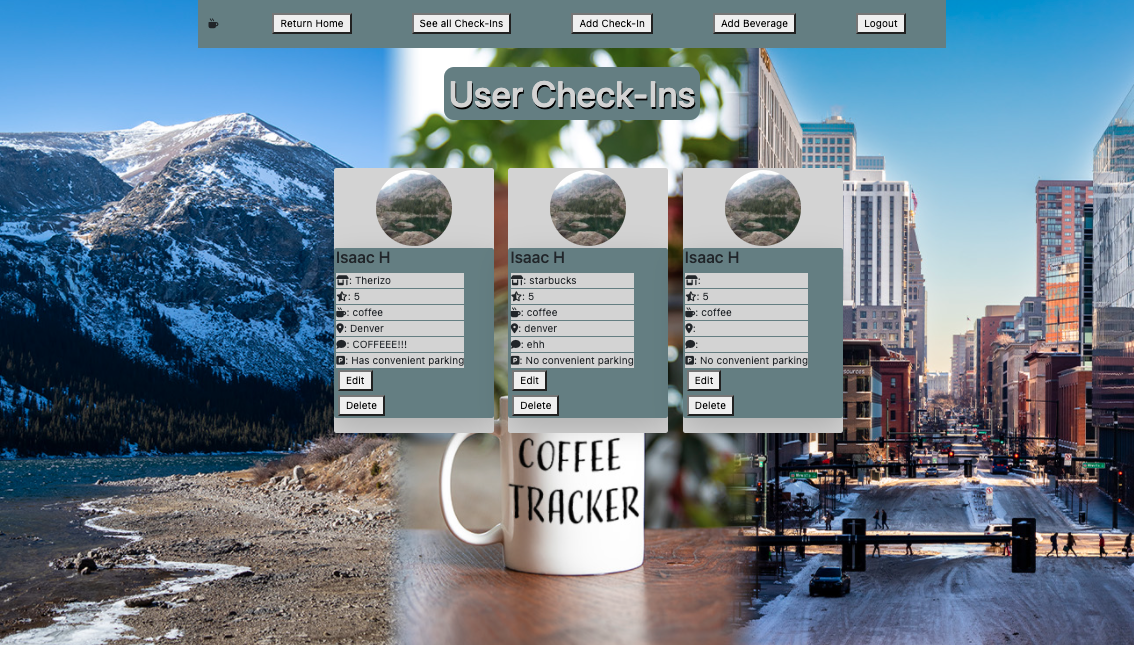 Return Home
See all Check-Ins
Add Check-In
Add Beverage
Logout
User Check-Ins
Isaac H
: Therizo
: 5
: coffee
: Denver
: COFFEEE!!!
: Has convenient parking
Edit
Delete
Isaac H
: starbucks
: 5
: coffee
: denver
: ehh
: No convenient parking
Edit
Delete
Isaac H
:
: 5
: coffee
:
:
: No convenient parking
Edit
Delete
COFFEE
TRACKER